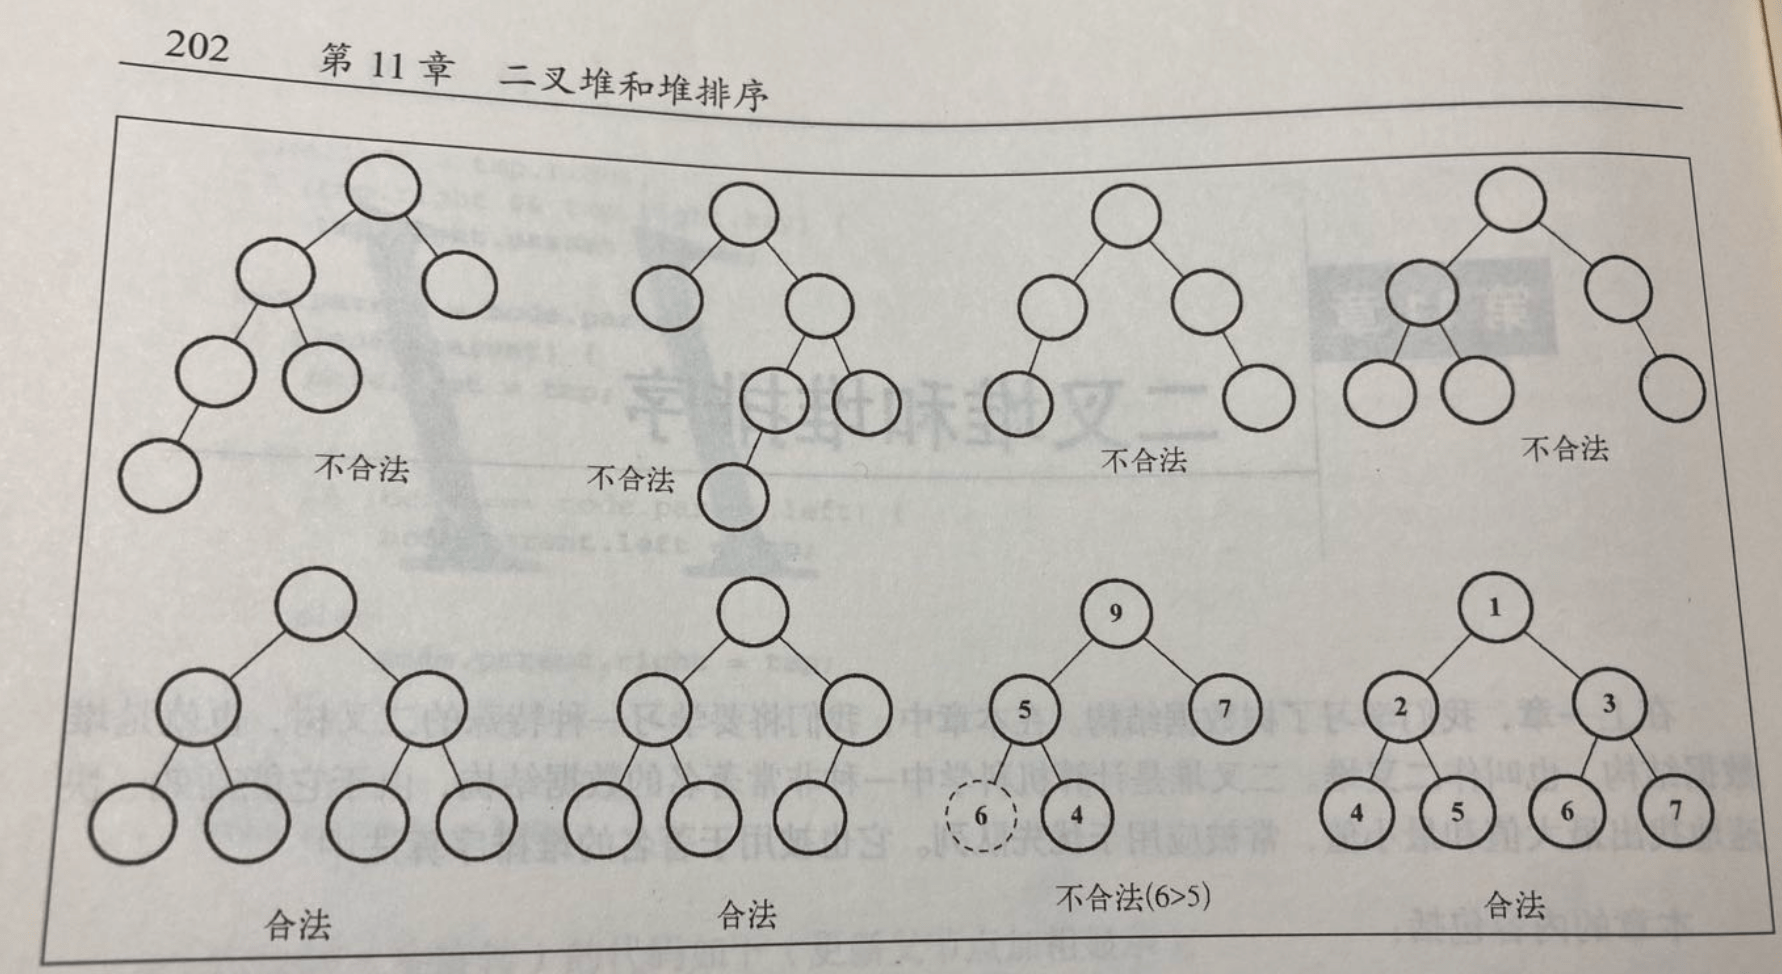 202 第 11 章 二叉堆和堆排序
不合法 不合法 不合法 不合法
9 1
5 7 2 3
6 4 4 5 6 7
合法 合法 不合法(6>5) 合法